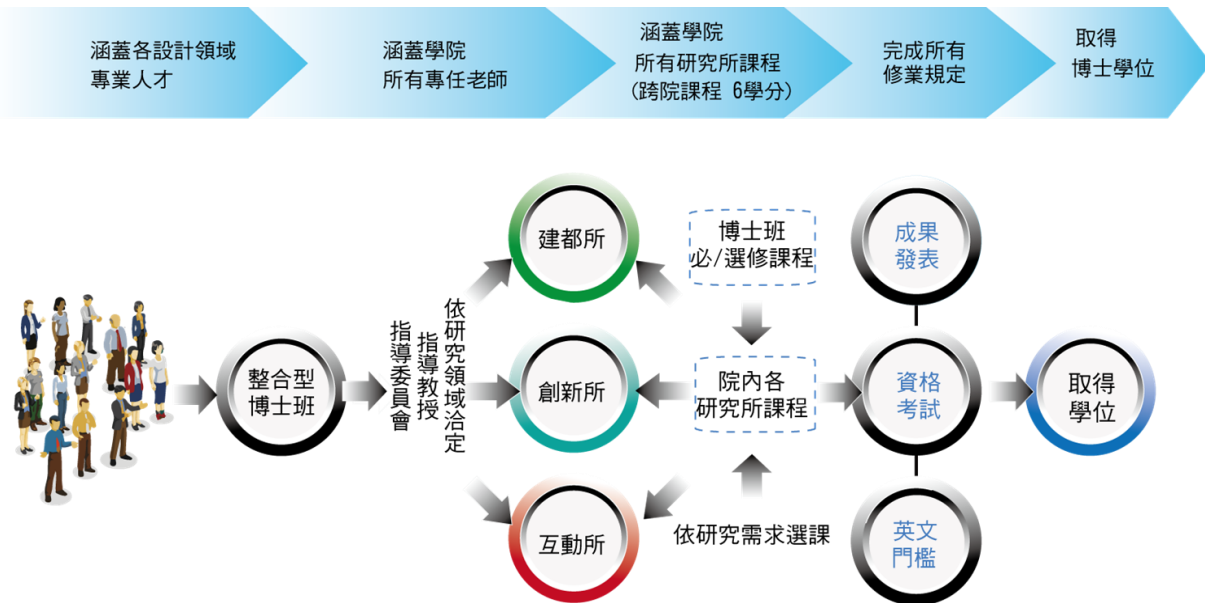 涵蓋各設計領域
專業人才
涵蓋學院
所有專任老師
涵蓋學院
所有研究所課程
(跨院課程 6學分)
完成所有
修業規定
取得
博士學位
整合型
博士班
依研究領域洽定
指導教授
指導委員會
建都所
創新所
互動所
博士班
必/選修課程
院內各
研究所課程
依研究需求選課
成果
發表
資格
考試
英文
門檻
取得
學位